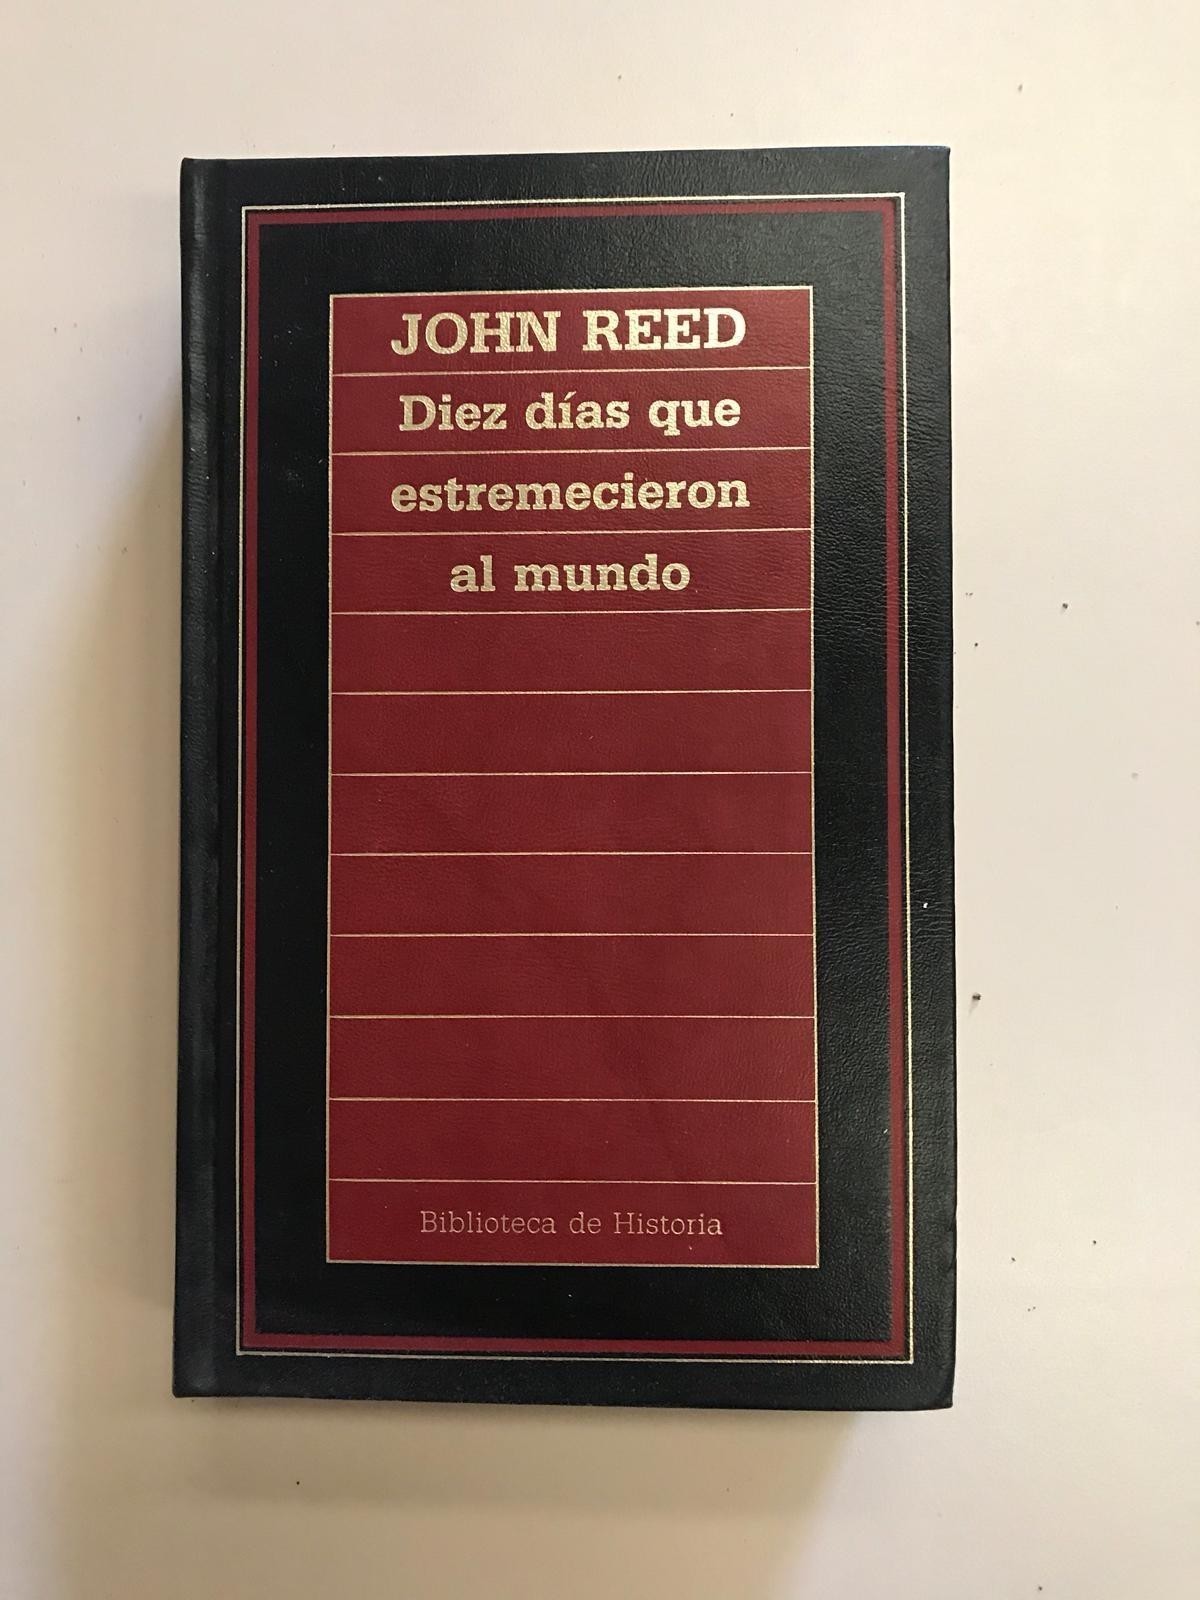 JOHN REED
Diez días que
estremecieron
al mundo
Biblioteca de Historia